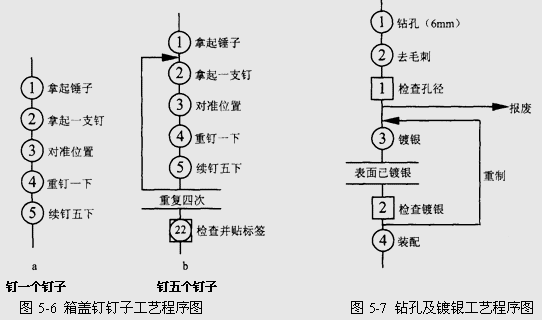 1 拿起锤子
2 拿起一支钉
3 对准位置
4 重钉一下
5 续钉五下
a
钉一个钉子
1 拿起锤子
2 拿起一支钉
3 对准位置
4 重钉一下
5 续钉五下
重复四次
22 检查并贴标签
b
钉五个钉子
图 5-6 箱盖钉钉子工艺程序图
1 钻孔（6mm）
2 去毛刺
1 检查孔径
报废
3 镀银
表面已镀银
重制
2 检查镀银
4 装配
图 5-7 钻孔及镀银工艺程序图